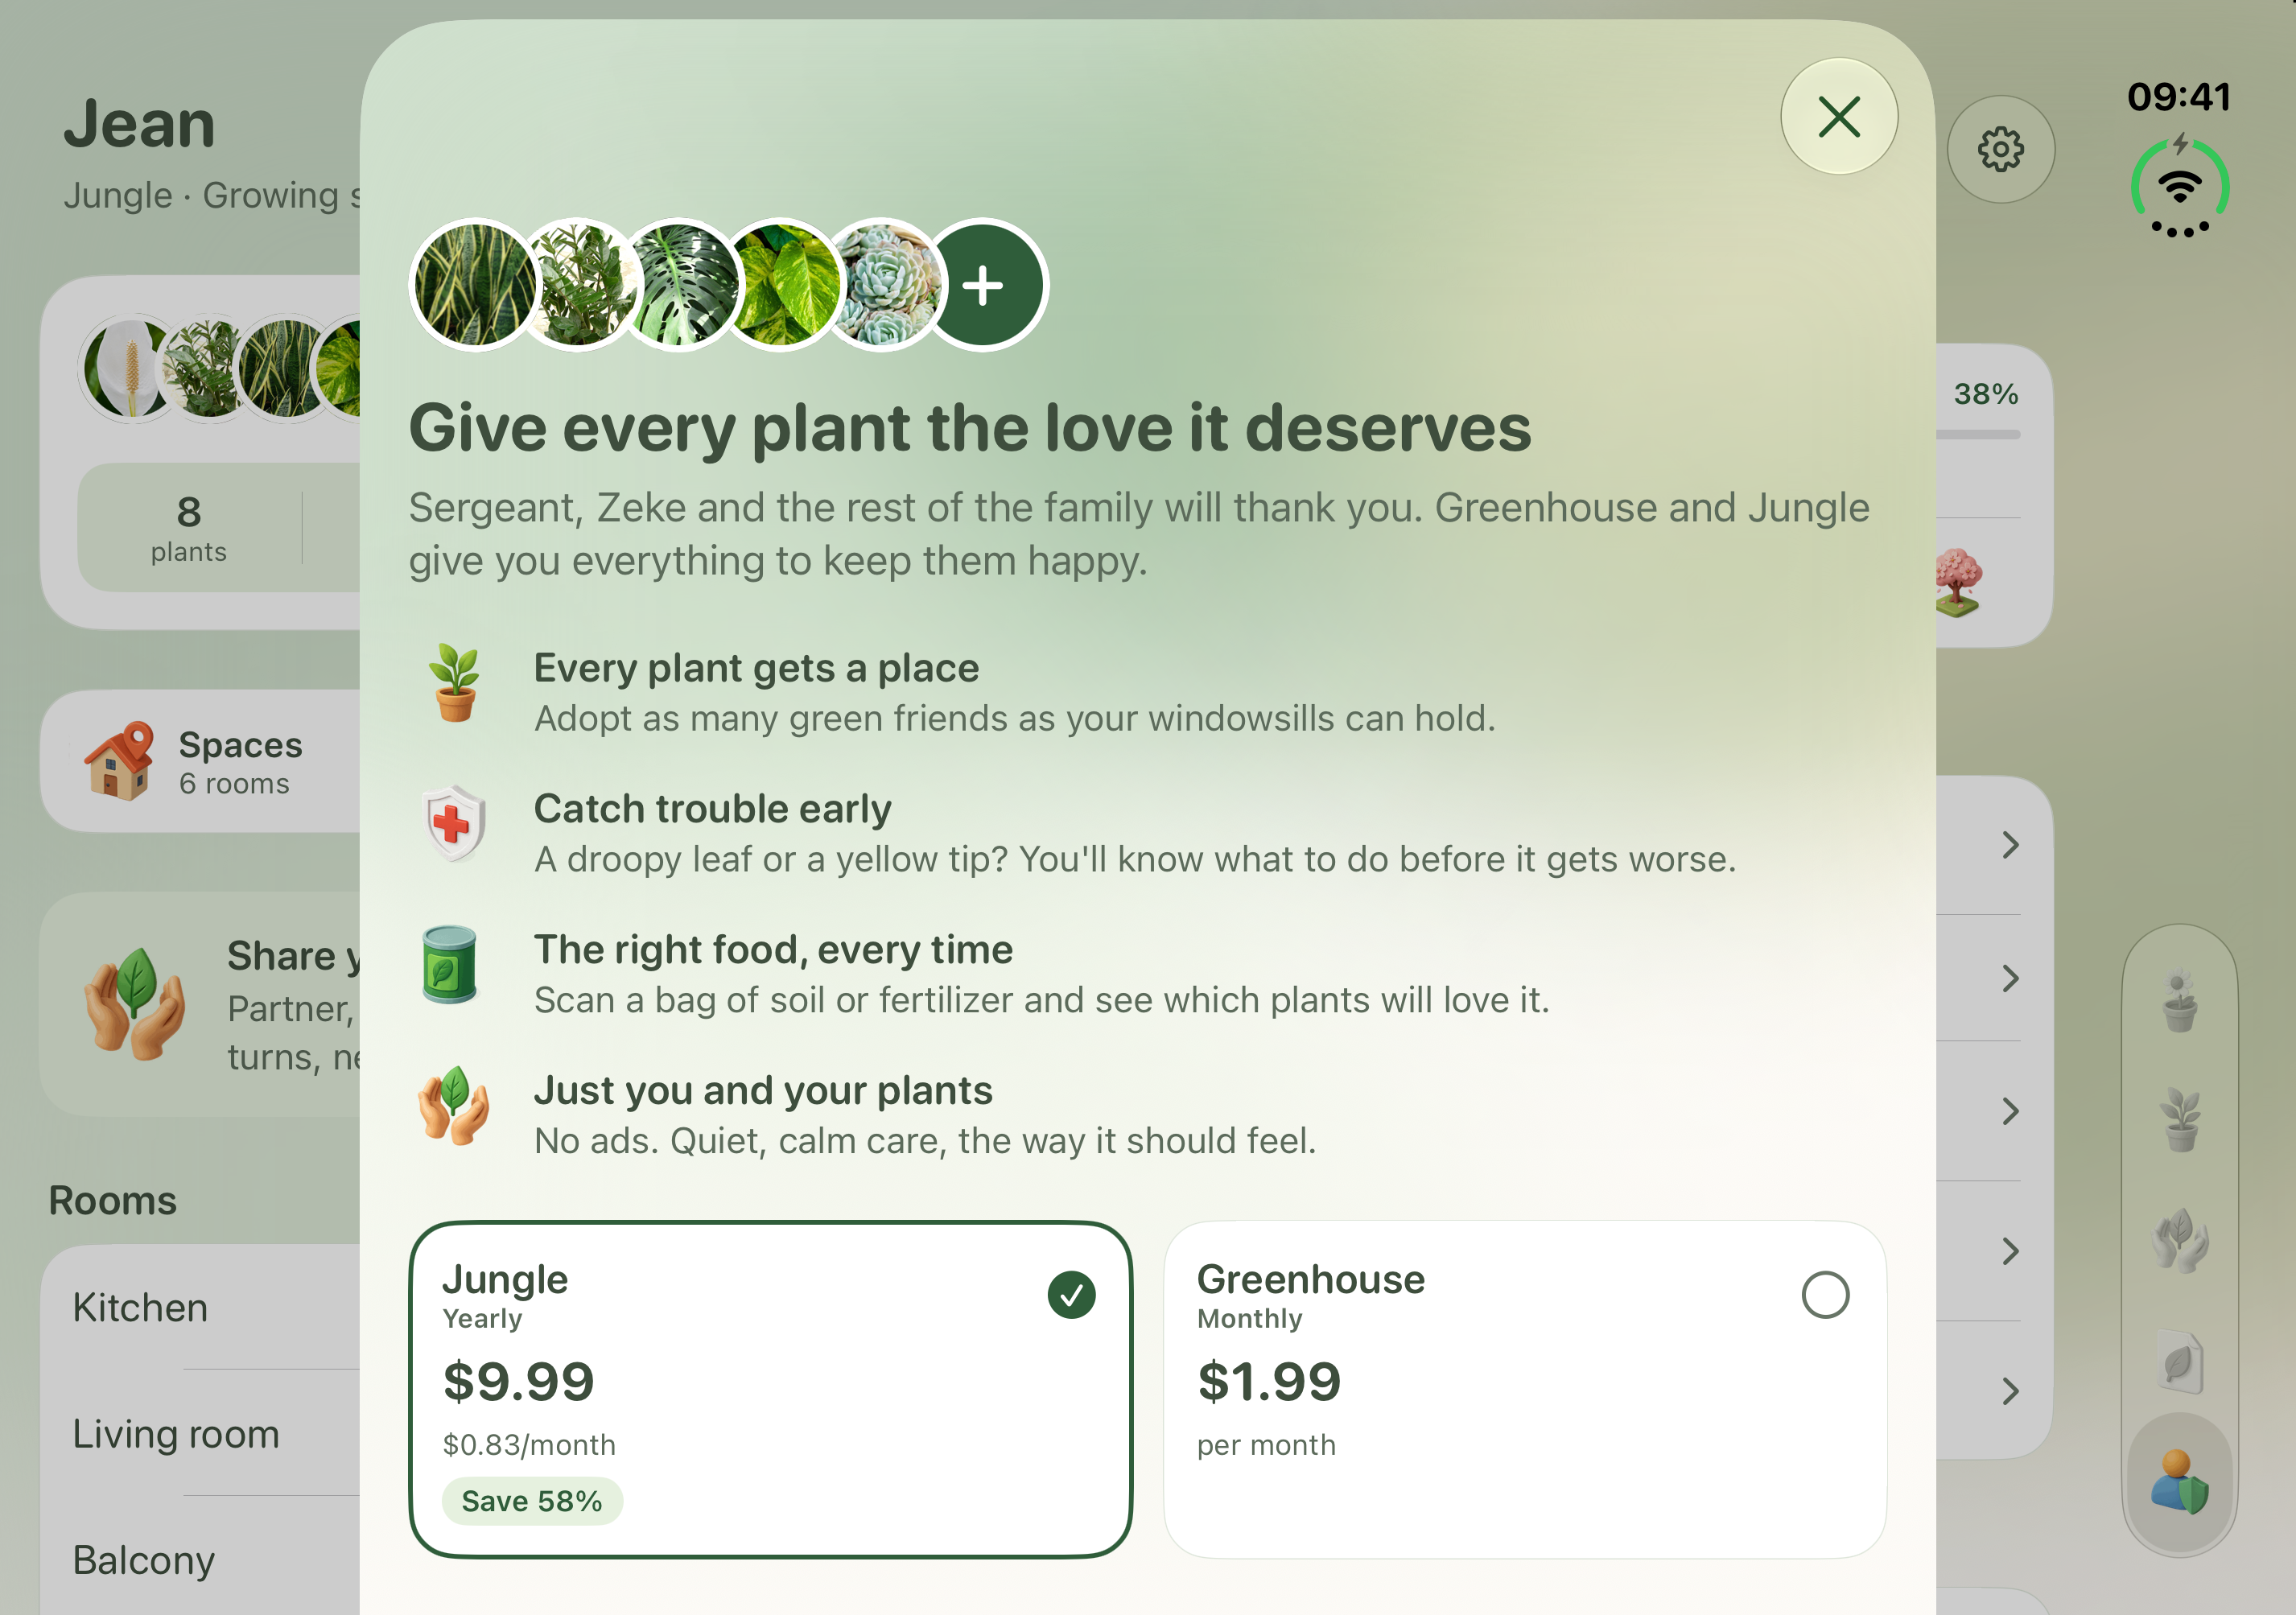 Jean
Jungle · Growing
09:41
8
plants
38%
Spaces
6 rooms
Share
Partner,
turns,
Rooms
Kitchen
Living room
Balcony
Give every plant the love it deserves
Sergeant, Zeke and the rest of the family will thank you. Greenhouse and Jungle
give you everything to keep them happy.
Every plant gets a place
Adopt as many green friends as your windowsills can hold.
Catch trouble early
A droopy leaf or a yellow tip? You'll know what to do before it gets worse.
The right food, every time
Scan a bag of soil or fertilizer and see which plants will love it.
Just you and your plants
No ads. Quiet, calm care, the way it should feel.
Jungle
Yearly
$9.99
$0.83/month
Save 58%
Greenhouse
Monthly
$1.99
per month